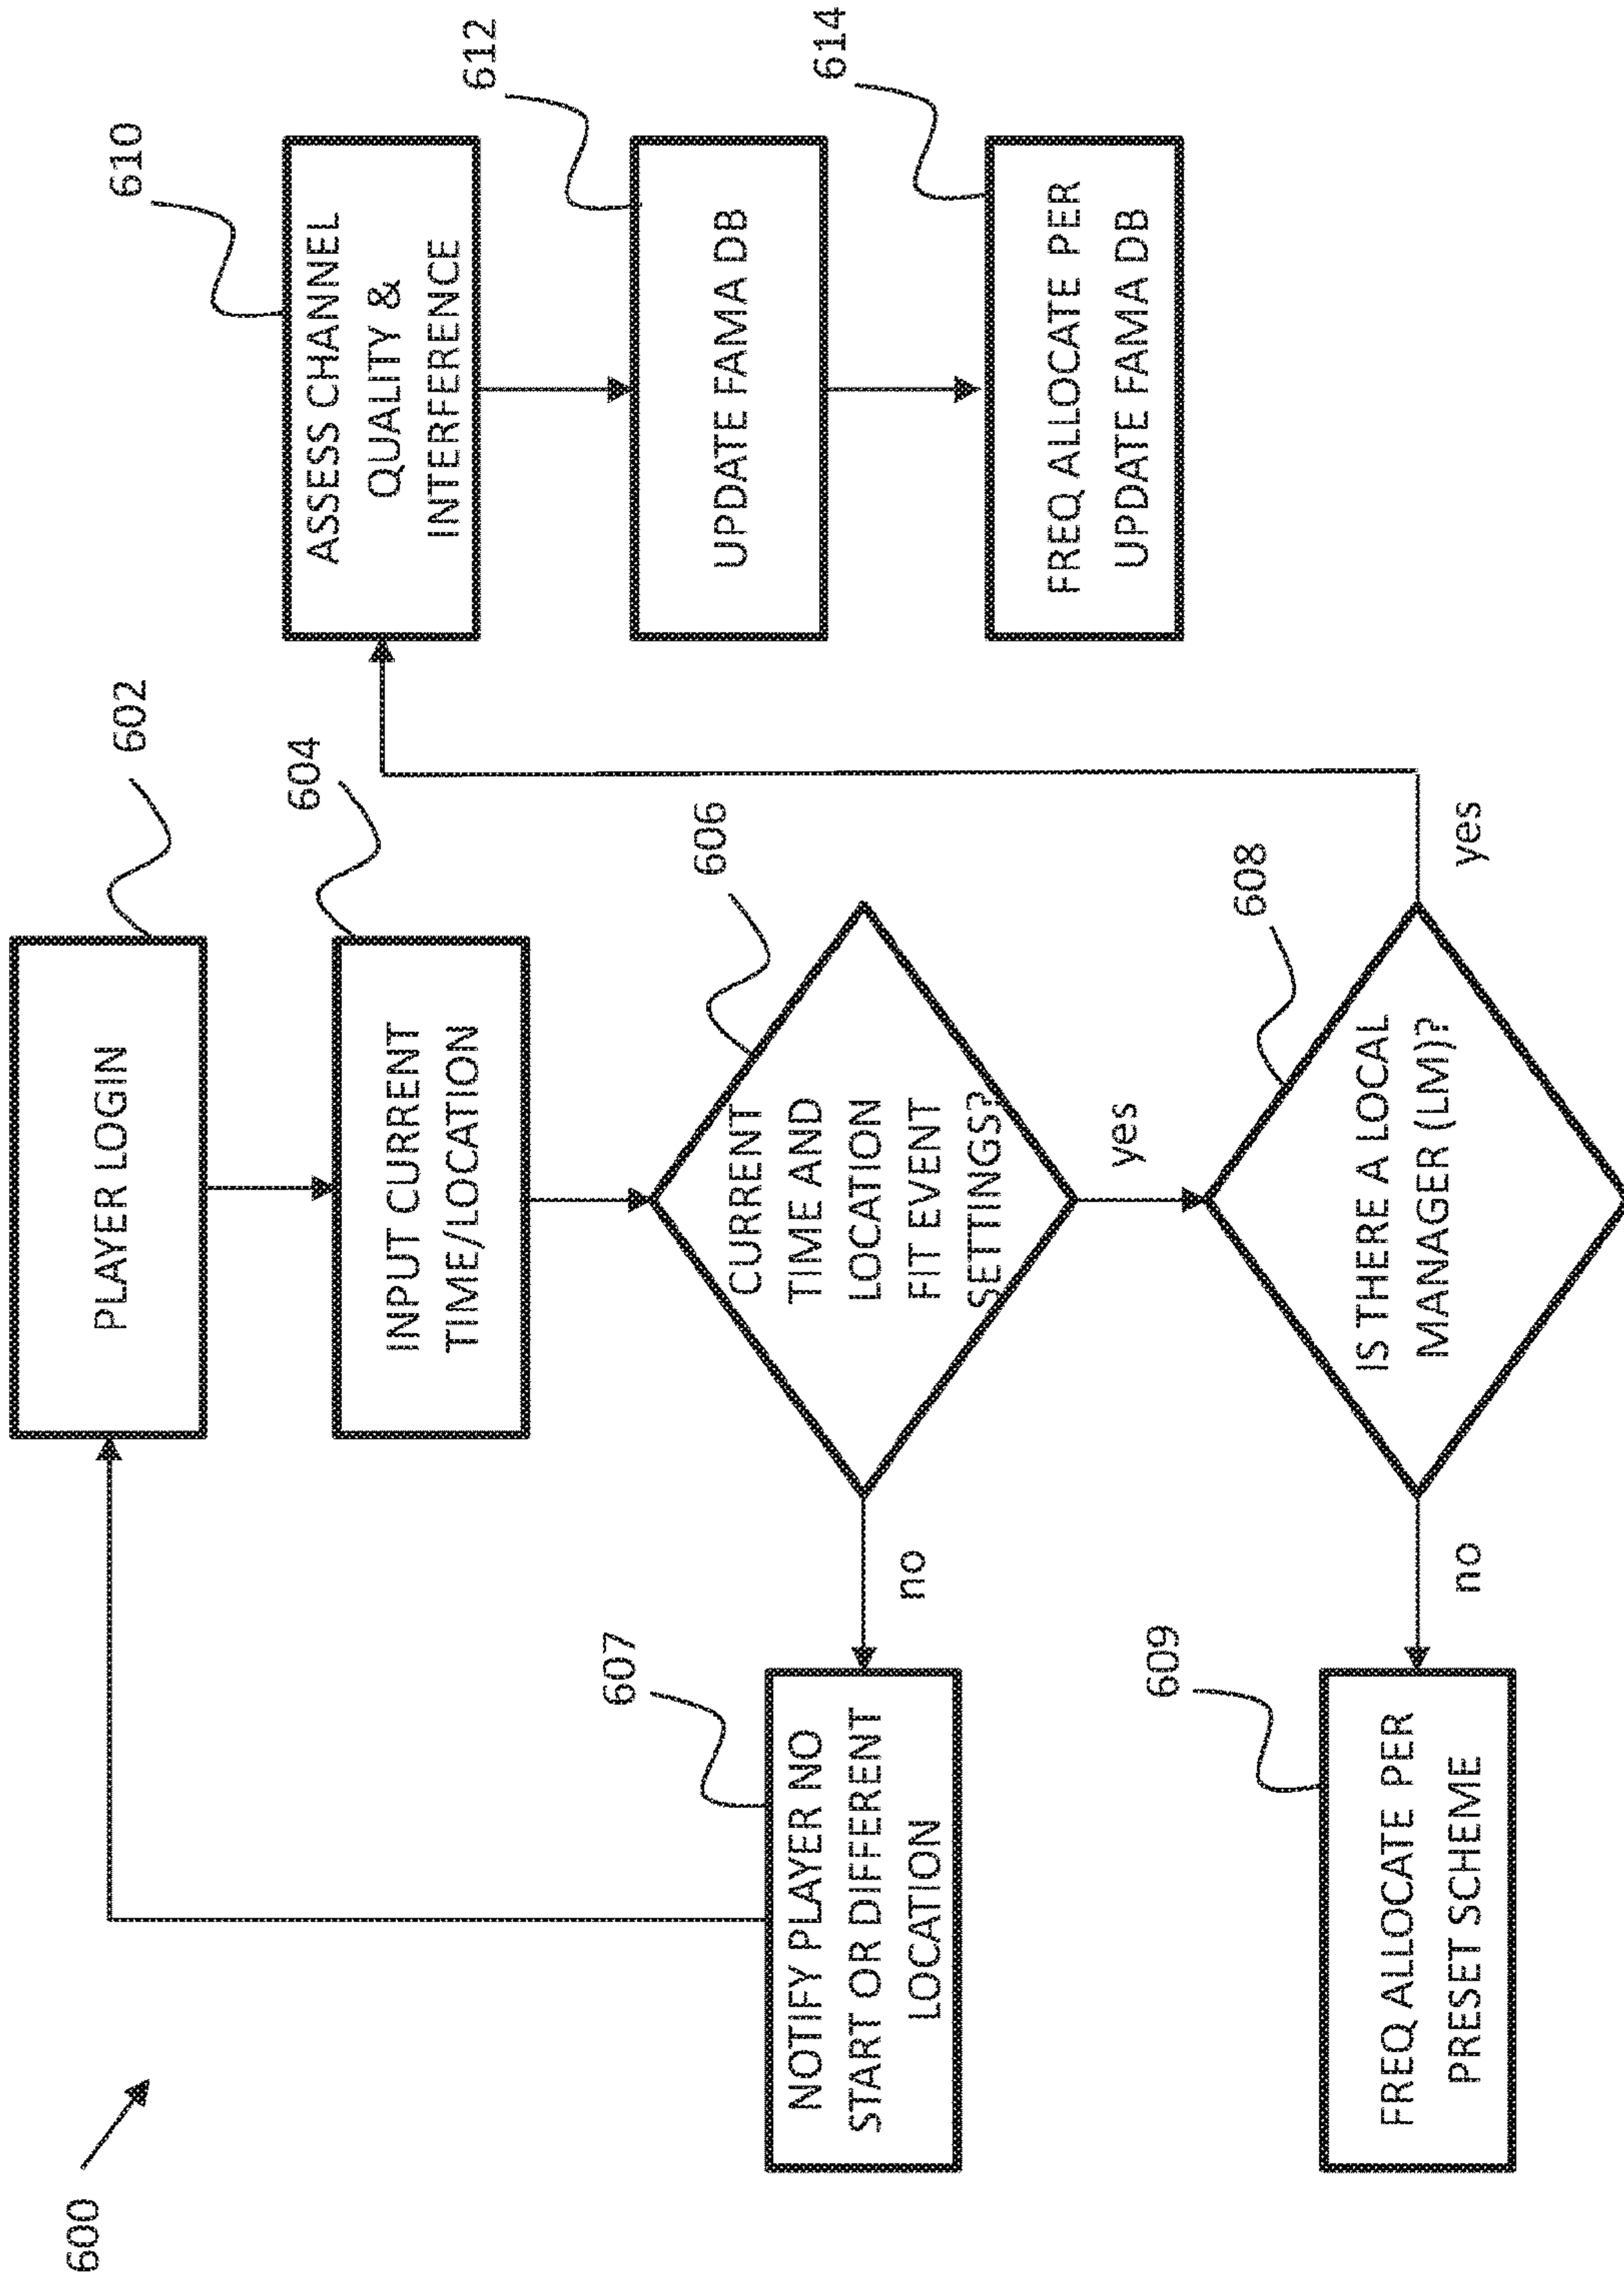 600
PLAYER LOGIN
602
INPUT CURRENT
TIME/LOCATION
604
CURRENT
TIME AND
LOCATION
FIT EVENT
SETTINGS?
606
no
yes
NOTIFY PLAYER NO
START OR DIFFERENT
LOCATION
607
IS THERE A LOCAL
MANAGER (LM)?
608
no
yes
FREQ ALLOCATE PER
PRESET SCHEME
609
ASSESS CHANNEL
QUALITY &
INTERFERENCE
610
UPDATE FAMA DB
612
FREQ ALLOCATE PER
UPDATE FAMA DB
614